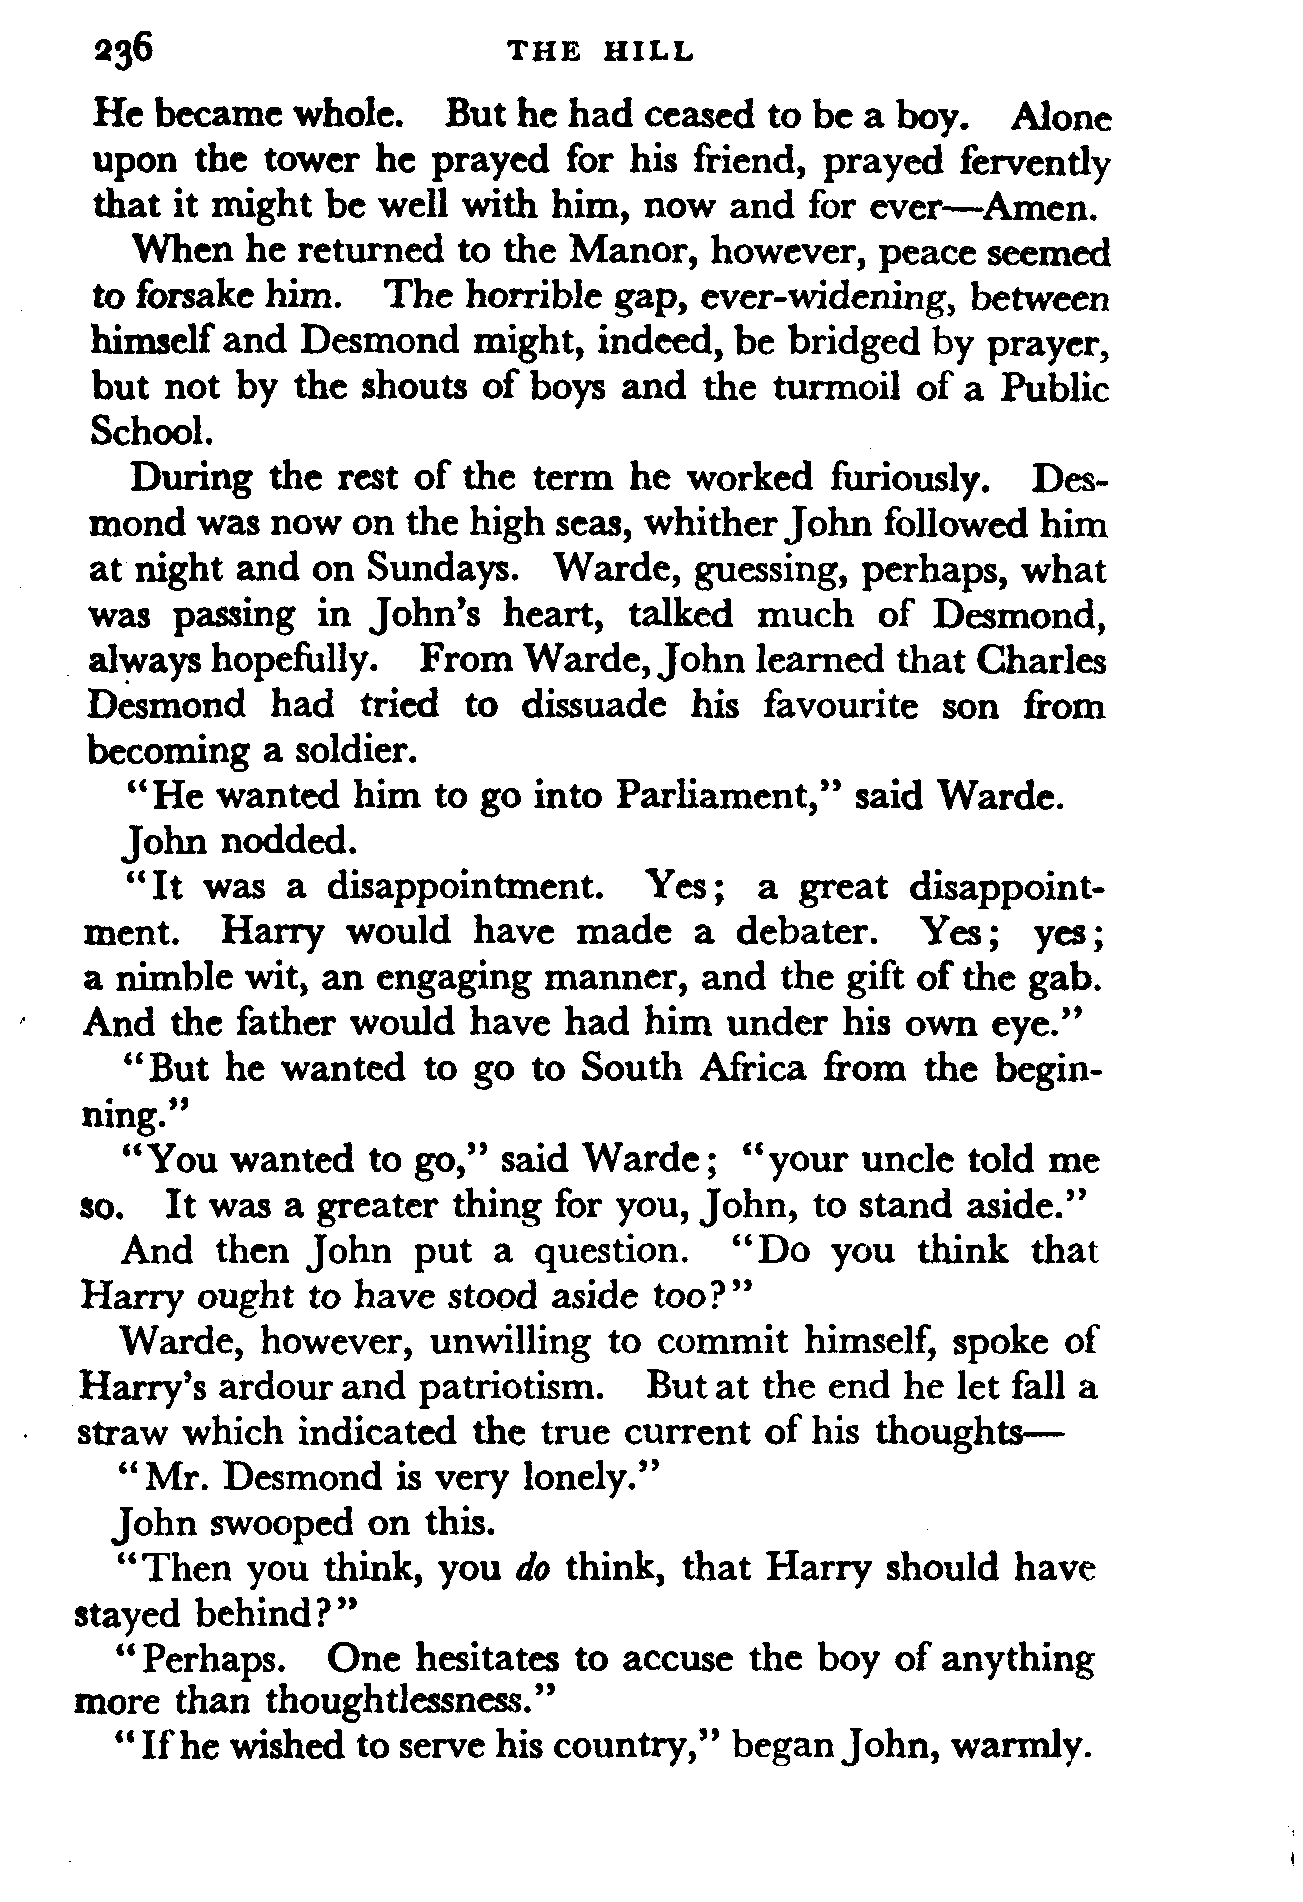 236 THE HILL
He became whole. But he had ceased to be a boy. Alone
upon the tower he prayed for his friend, prayed fervently
that it might be well with him, now and for ever—Amen.
When he returned to the Manor, however, peace seemed
to forsake him. The horrible gap, ever-widening, between
himself and Desmond might, indeed, be bridged by prayer,
but not by the shouts of boys and the turmoil of a Public
School.
During the rest of the term he worked furiously. Des-
mond was now on the high seas, whither John followed him
at night and on Sundays. Warde, guessing, perhaps, what
was passing in John's heart, talked much of Desmond,
always hopefully. From Warde, John learned that Charles
Desmond had tried to dissuade his favourite son from
becoming a soldier.
"He wanted him to go into Parliament," said Warde.
John nodded.
"It was a disappointment. Yes; a great disappoint-
ment. Harry would have made a debater. Yes; yes;
a nimble wit, an engaging manner, and the gift of the gab.
And the father would have had him under his own eye."
"But he wanted to go to South Africa from the begin-
ning."
"You wanted to go," said Warde; "your uncle told me
so. It was a greater thing for you, John, to stand aside."
And then John put a question. "Do you think that
Harry ought to have stood aside too?"
Warde, however, unwilling to commit himself, spoke of
Harry's ardour and patriotism. But at the end he let fall a
straw which indicated the true current of his thoughts—
"Mr. Desmond is very lonely."
John swooped on this.
"Then you think, you do think, that Harry should have
stayed behind?"
"Perhaps. One hesitates to accuse the boy of anything
more than thoughtlessness."
"If he wished to serve his country," began John, warmly.